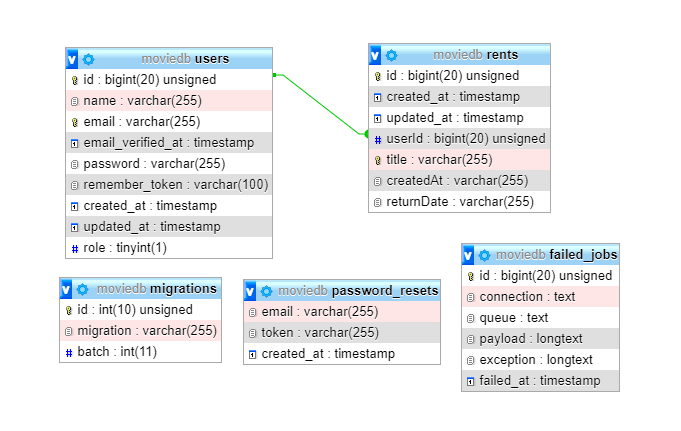 moviedb users
id : bigint(20) unsigned
name : varchar(255)
email : varchar(255)
email_verified_at : timestamp
password : varchar(255)
remember_token : varchar(100)
created_at : timestamp
updated_at : timestamp
role : tinyint(1)
moviedb rents
id : bigint(20) unsigned
created_at : timestamp
updated_at : timestamp
userId : bigint(20) unsigned
title : varchar(255)
createdAt : varchar(255)
returnDate : varchar(255)
moviedb migrations
id : int(10) unsigned
migration : varchar(255)
batch : int(11)
moviedb password_resets
email : varchar(255)
token : varchar(255)
created_at : timestamp
moviedb failed_jobs
id : bigint(20) unsigned
connection : text
queue : text
payload : longtext
exception : longtext
failed_at : timestamp